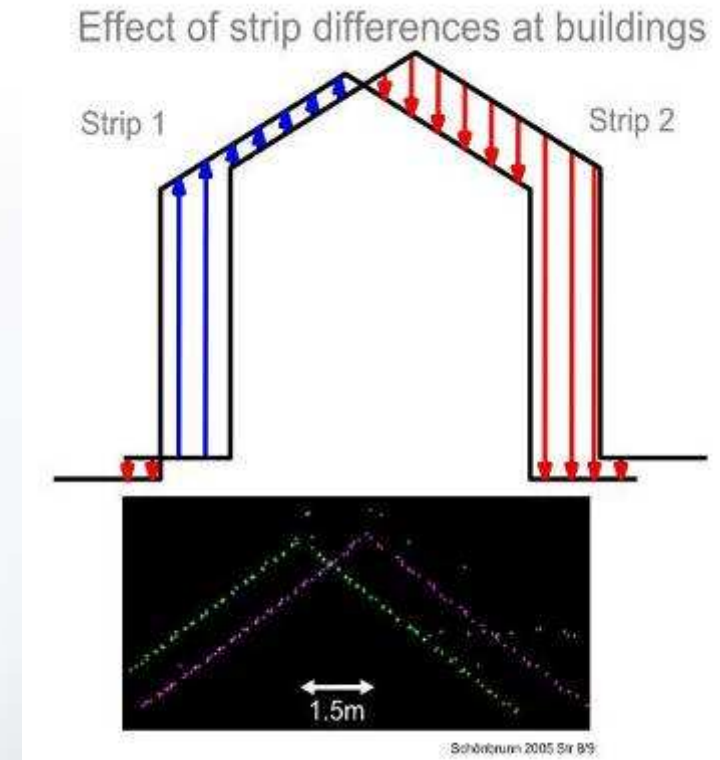 Effect of strip differences at buildings
Strip 1
Strip 2
1.5m
Schönbrunn 2005 Str 8/9